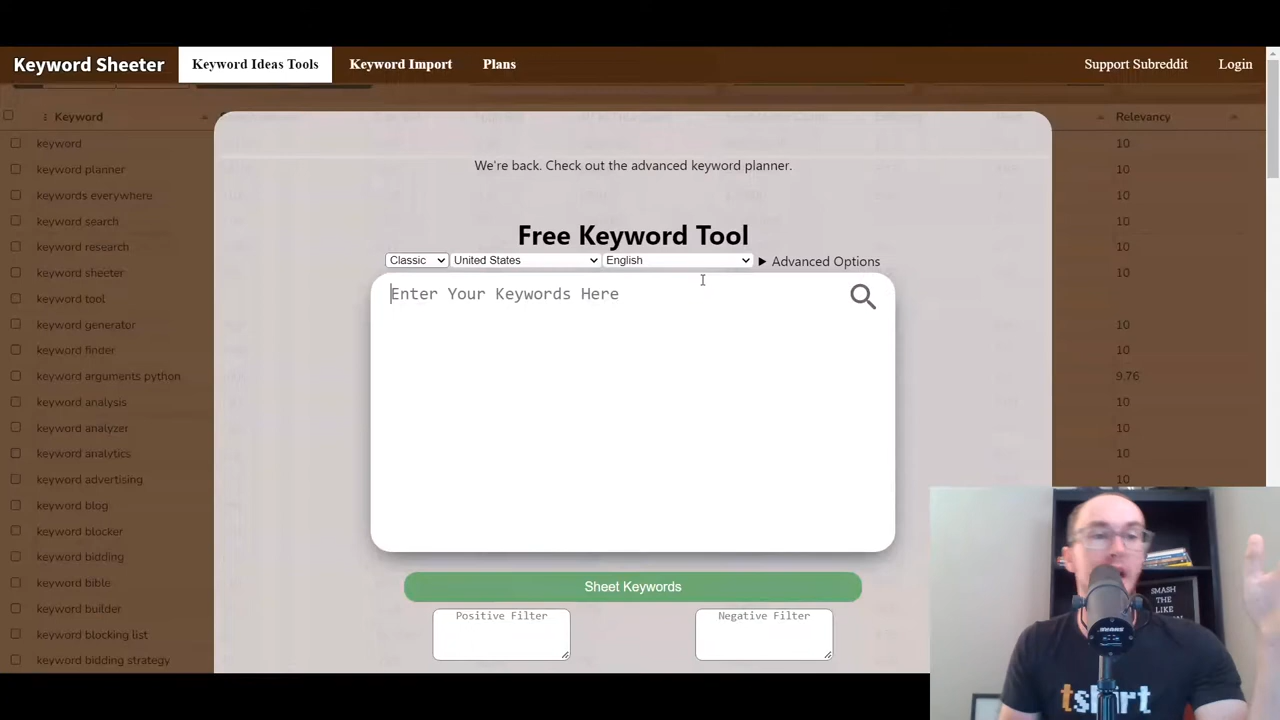 Keyword Sheeter
Keyword Ideas Tools
Keyword Import
Plans
Support Subreddit
Login
Keyword
Relevancy
keyword
10
keyword planner
10
keywords everywhere
10
keyword search
10
keyword research
10
keyword sheeter
10
keyword tool
keyword generator
10
keyword finder
10
keyword arguments python
9.76
keyword analysis
10
keyword analyzer
10
keyword analytics
10
keyword advertising
10
keyword blog
keyword blocker
keyword bidding
keyword bible
keyword builder
keyword blocking list
keyword bidding strategy
We're back. Check out the advanced keyword planner.
Free Keyword Tool
Classic
United States
English
Advanced Options
Enter Your Keywords Here
Sheet Keywords
Positive Filter
Negative Filter
SMASH
THE
LIKE
tshirt